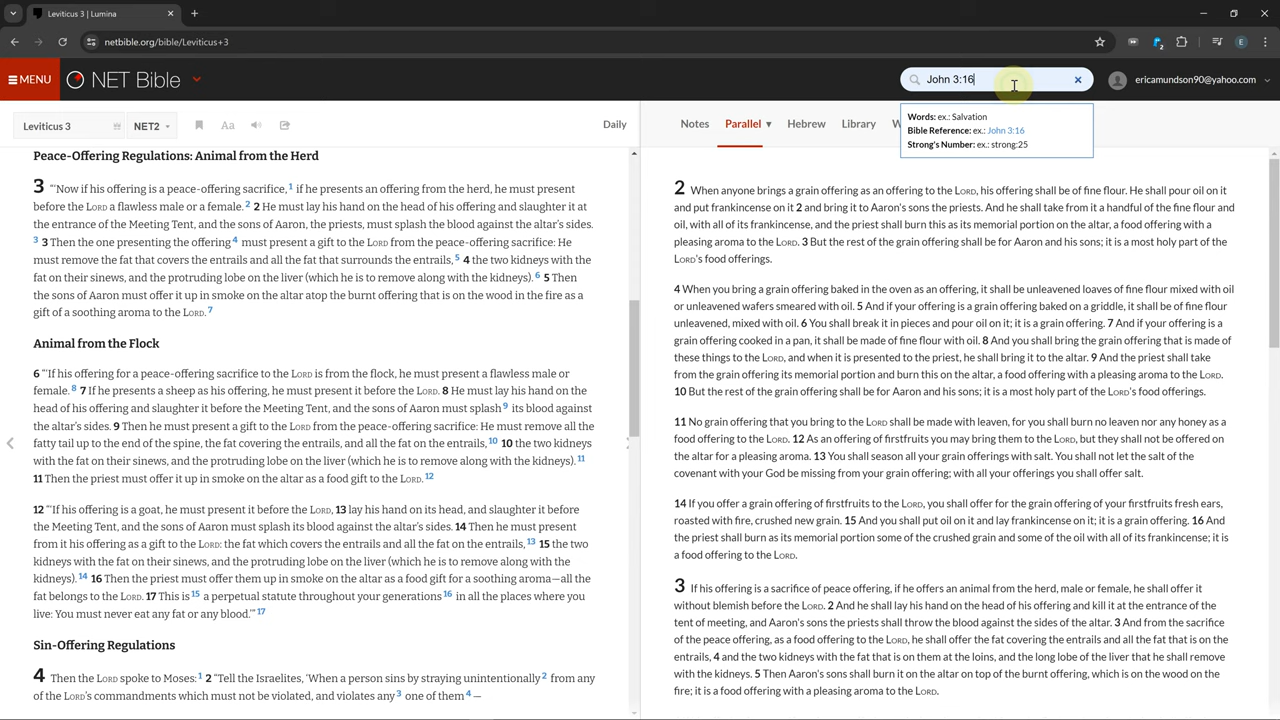 Leviticus 3 | Lumina
netbible.org/bible/Leviticus+3
E
MENU
NET Bible
John 3:16
ericamundson90@yahoo.com
Words: ex.: Salvation
Bible Reference: ex.: John 3:16
Strong's Number: ex.: strong:25
Leviticus 3
NET2
Aa
Daily
Notes
Parallel
Hebrew
Library
W
Peace-Offering Regulations: Animal from the Herd
3 “‘Now if his offering is a peace-offering sacrifice,1 if he presents an offering from the herd, he must present
before the LORD a flawless male or a female. 2 2 He must lay his hand on the head of his offering and slaughter it at
the entrance of the Meeting Tent, and the sons of Aaron, the priests, must splash the blood against the altar’s sides.
3 3 Then the one presenting the offering4 must present a gift to the LORD from the peace-offering sacrifice: He
must remove the fat that covers the entrails and all the fat that surrounds the entrails,5 4 the two kidneys with the
fat on their sinews, and the protruding lobe on the liver (which he is to remove along with the kidneys).6 5 Then
the sons of Aaron must offer it up in smoke on the altar atop the burnt offering that is on the wood in the fire as a
gift of a soothing aroma to the LORD.7
Animal from the Flock
6 “‘If his offering for a peace-offering sacrifice to the LORD is from the flock, he must present a flawless male or
female. 8 7 If he presents a sheep as his offering, he must present it before the LORD. 8 He must lay his hand on the
head of his offering and slaughter it before the Meeting Tent, and the sons of Aaron must splash9 its blood against
the altar’s sides. 9 Then he must present a gift to the LORD from the peace-offering sacrifice: He must remove all the
fatty tail up to the end of the spine, the fat covering the entrails, and all the fat on the entrails,10 10 the two kidneys
with the fat on their sinews, and the protruding lobe on the liver (which he is to remove along with the kidneys).11
11 Then the priest must offer it up in smoke on the altar as a food gift to the LORD.12
12 “‘If his offering is a goat, he must present it before the LORD, 13 lay his hand on its head, and slaughter it before
the Meeting Tent, and the sons of Aaron must splash its blood against the altar’s sides. 14 Then he must present
from it his offering as a gift to the LORD: the fat which covers the entrails and all the fat on the entrails,13 15 the two
kidneys with the fat on their sinews, and the protruding lobe on the liver (which he is to remove along with the
kidneys).14 16 Then the priest must offer them up in smoke on the altar as a food gift for a soothing aroma—all the
fat belongs to the LORD. 17 This is15 a perpetual statute throughout your generations16 in all the places where you
live: You must never eat any fat or any blood.’”17
Sin-Offering Regulations
4 Then the LORD spoke to Moses:1 2 “Tell the Israelites, ‘When a person sins by straying unintentionally2 from any
of the LORD’s commandments which must not be violated, and violates any3 one of them4 —
2 When anyone brings a grain offering as an offering to the LORD, his offering shall be of fine flour. He shall pour oil on it
and put frankincense on it 2 and bring it to Aaron's sons the priests. And he shall take from it a handful of the fine flour and
oil, with all of its frankincense, and the priest shall burn this as its memorial portion on the altar, a food offering with a
pleasing aroma to the LORD. 3 But the rest of the grain offering shall be for Aaron and his sons; it is a most holy part of the
LORD's food offerings.
4 When you bring a grain offering baked in the oven as an offering, it shall be unleavened loaves of fine flour mixed with oil
or unleavened wafers smeared with oil. 5 And if your offering is a grain offering baked on a griddle, it shall be of fine flour
unleavened, mixed with oil. 6 You shall break it in pieces and pour oil on it; it is a grain offering. 7 And if your offering is a
grain offering cooked in a pan, it shall be made of fine flour with oil. 8 And you shall bring the grain offering that is made of
these things to the LORD, and when it is presented to the priest, he shall bring it to the altar. 9 And the priest shall take
from the grain offering its memorial portion and burn this on the altar, a food offering with a pleasing aroma to the LORD.
10 But the rest of the grain offering shall be for Aaron and his sons; it is a most holy part of the LORD's food offerings.
11 No grain offering that you bring to the LORD shall be made with leaven, for you shall burn no leaven nor any honey as a
food offering to the LORD. 12 As an offering of firstfruits you may bring them to the LORD, but they shall not be offered on
the altar for a pleasing aroma. 13 You shall season all your grain offerings with salt. You shall not let the salt of the
covenant with your God be missing from your grain offering; with all your offerings you shall offer salt.
14 If you offer a grain offering of firstfruits to the LORD, you shall offer for the grain offering of your firstfruits fresh ears,
roasted with fire, crushed new grain. 15 And you shall put oil on it and lay frankincense on it; it is a grain offering. 16 And
the priest shall burn as its memorial portion some of the crushed grain and some of the oil with all of its frankincense; it is
a food offering to the LORD.
3 If his offering is a sacrifice of peace offering, if he offers an animal from the herd, male or female, he shall offer it
without blemish before the LORD. 2 And he shall lay his hand on the head of his offering and kill it at the entrance of the
tent of meeting, and Aaron's sons the priests shall throw the blood against the sides of the altar. 3 And from the sacrifice
of the peace offering, as a food offering to the LORD, he shall offer the fat covering the entrails and all the fat that is on the
entrails, 4 and the two kidneys with the fat that is on them at the loins, and the long lobe of the liver that he shall remove
with the kidneys. 5 Then Aaron's sons shall burn it on the altar on top of the burnt offering, which is on the wood on the
fire; it is a food offering with a pleasing aroma to the LORD.